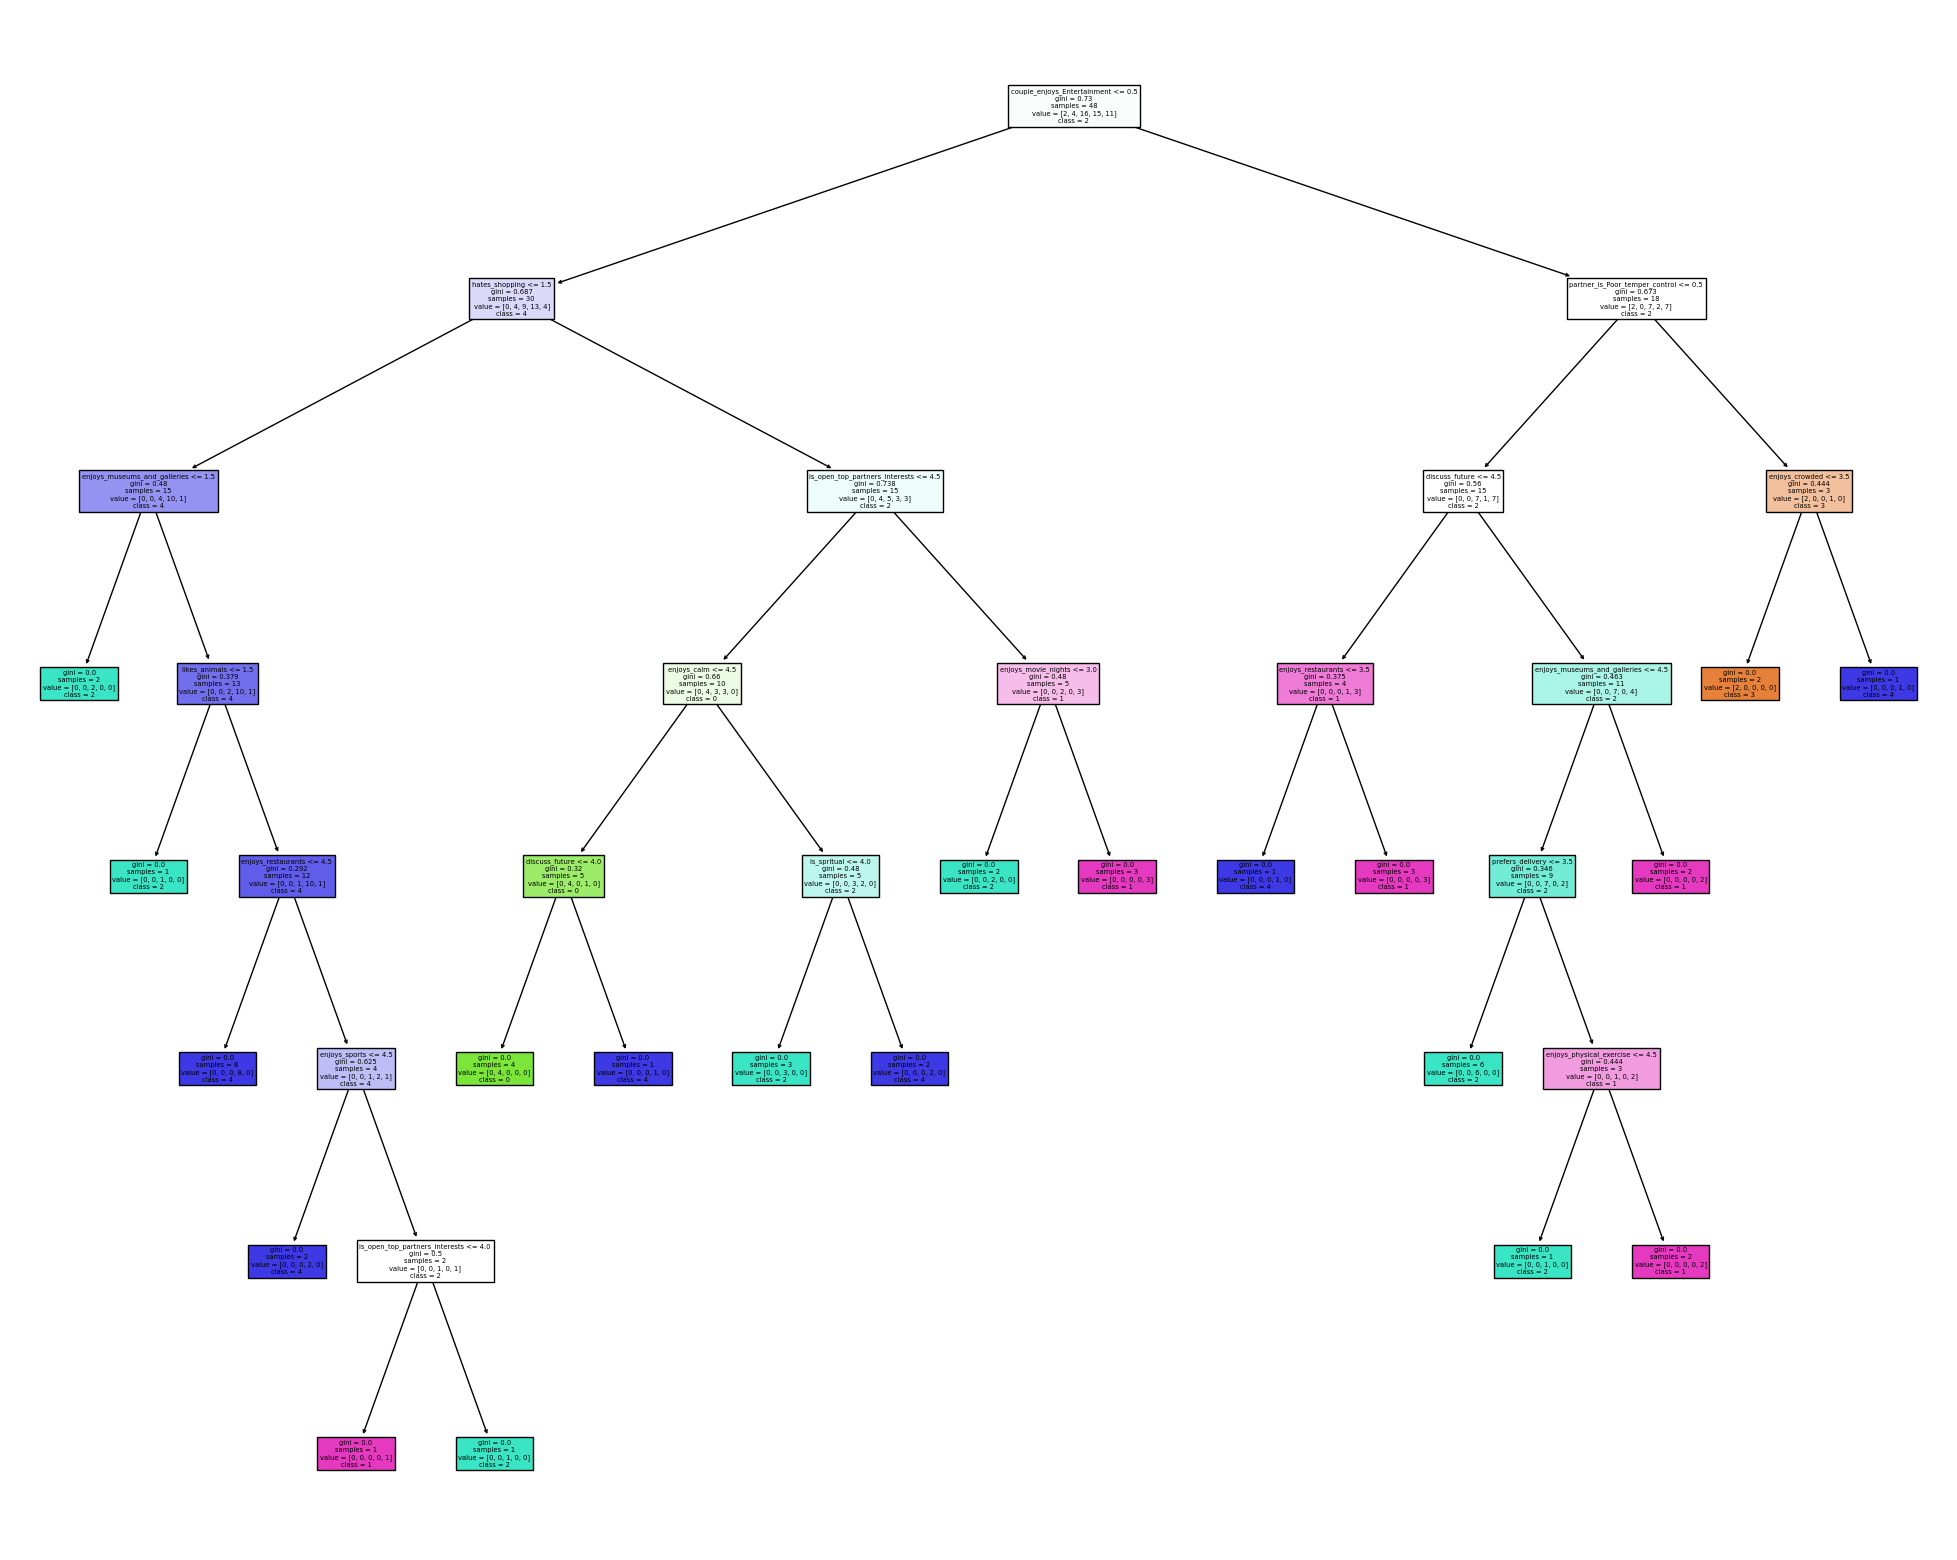 couple_enjoys_Entertainment <= 0.5
gini = 0.73
samples = 48
value = [2, 4, 16, 15, 11]
class = 2
hates_shopping <= 1.5
gini = 0.687
samples = 30
value = [0, 4, 9, 13, 4]
class = 4
partner_is_Poor_temper_control <= 0.5
gini = 0.673
samples = 18
value = [2, 0, 7, 2, 7]
class = 2
enjoys_museums_and_galleries <= 1.5
gini = 0.48
samples = 15
value = [0, 0, 4, 10, 1]
class = 4
is_open_top_partners_interests <= 4.5
gini = 0.738
samples = 15
value = [0, 4, 5, 3, 3]
class = 2
discuss_future <= 4.5
gini = 0.56
samples = 15
value = [0, 0, 7, 1, 7]
class = 2
enjoys_crowded <= 3.5
gini = 0.444
samples = 3
value = [2, 0, 0, 1, 0]
class = 3
gini = 0.0
samples = 2
value = [0, 0, 2, 0, 0]
class = 2
likes_animals <= 1.5
gini = 0.379
samples = 13
value = [0, 0, 2, 10, 1]
class = 4
enjoys_calm <= 4.5
gini = 0.66
samples = 10
value = [0, 4, 3, 3, 0]
class = 0
enjoys_movie_nights <= 3.0
gini = 0.48
samples = 5
value = [0, 0, 2, 0, 3]
class = 1
enjoys_restaurants <= 3.5
gini = 0.375
samples = 4
value = [0, 0, 0, 1, 3]
class = 1
enjoys_museums_and_galleries <= 4.5
gini = 0.463
samples = 11
value = [0, 0, 7, 0, 4]
class = 2
gini = 0.0
samples = 2
value = [2, 0, 0, 0, 0]
class = 3
gini = 0.0
samples = 1
value = [0, 0, 0, 1, 0]
class = 4
gini = 0.0
samples = 1
value = [0, 0, 1, 0, 0]
class = 2
enjoys_restaurants <= 4.5
gini = 0.292
samples = 12
value = [0, 0, 1, 10, 1]
class = 4
discuss_future <= 4.0
gini = 0.32
samples = 5
value = [0, 4, 0, 1, 0]
class = 0
is_spritual <= 4.0
gini = 0.48
samples = 5
value = [0, 0, 3, 2, 0]
class = 2
gini = 0.0
samples = 2
value = [0, 0, 2, 0, 0]
class = 2
gini = 0.0
samples = 3
value = [0, 0, 0, 0, 3]
class = 1
gini = 0.0
samples = 1
value = [0, 0, 0, 1, 0]
class = 4
gini = 0.0
samples = 3
value = [0, 0, 0, 0, 3]
class = 1
prefers_delivery <= 3.5
gini = 0.346
samples = 9
value = [0, 0, 7, 0, 2]
class = 2
gini = 0.0
samples = 2
value = [0, 0, 0, 0, 2]
class = 1
gini = 0.0
samples = 8
value = [0, 0, 0, 8, 0]
class = 4
enjoys_sports <= 4.5
gini = 0.625
samples = 4
value = [0, 0, 1, 2, 1]
class = 4
gini = 0.0
samples = 4
value = [0, 4, 0, 0, 0]
class = 0
gini = 0.0
samples = 1
value = [0, 0, 0, 1, 0]
class = 4
gini = 0.0
samples = 3
value = [0, 0, 3, 0, 0]
class = 2
gini = 0.0
samples = 2
value = [0, 0, 0, 2, 0]
class = 4
gini = 0.0
samples = 6
value = [0, 0, 6, 0, 0]
class = 2
enjoys_physical_exercise <= 4.5
gini = 0.444
samples = 3
value = [0, 0, 1, 0, 2]
class = 1
gini = 0.0
samples = 2
value = [0, 0, 0, 2, 0]
class = 4
is_open_top_partners_interests <= 4.0
gini = 0.5
samples = 2
value = [0, 0, 1, 0, 1]
class = 2
gini = 0.0
samples = 1
value = [0, 0, 1, 0, 0]
class = 2
gini = 0.0
samples = 2
value = [0, 0, 0, 0, 2]
class = 1
gini = 0.0
samples = 1
value = [0, 0, 0, 0, 1]
class = 1
gini = 0.0
samples = 1
value = [0, 0, 1, 0, 0]
class = 2